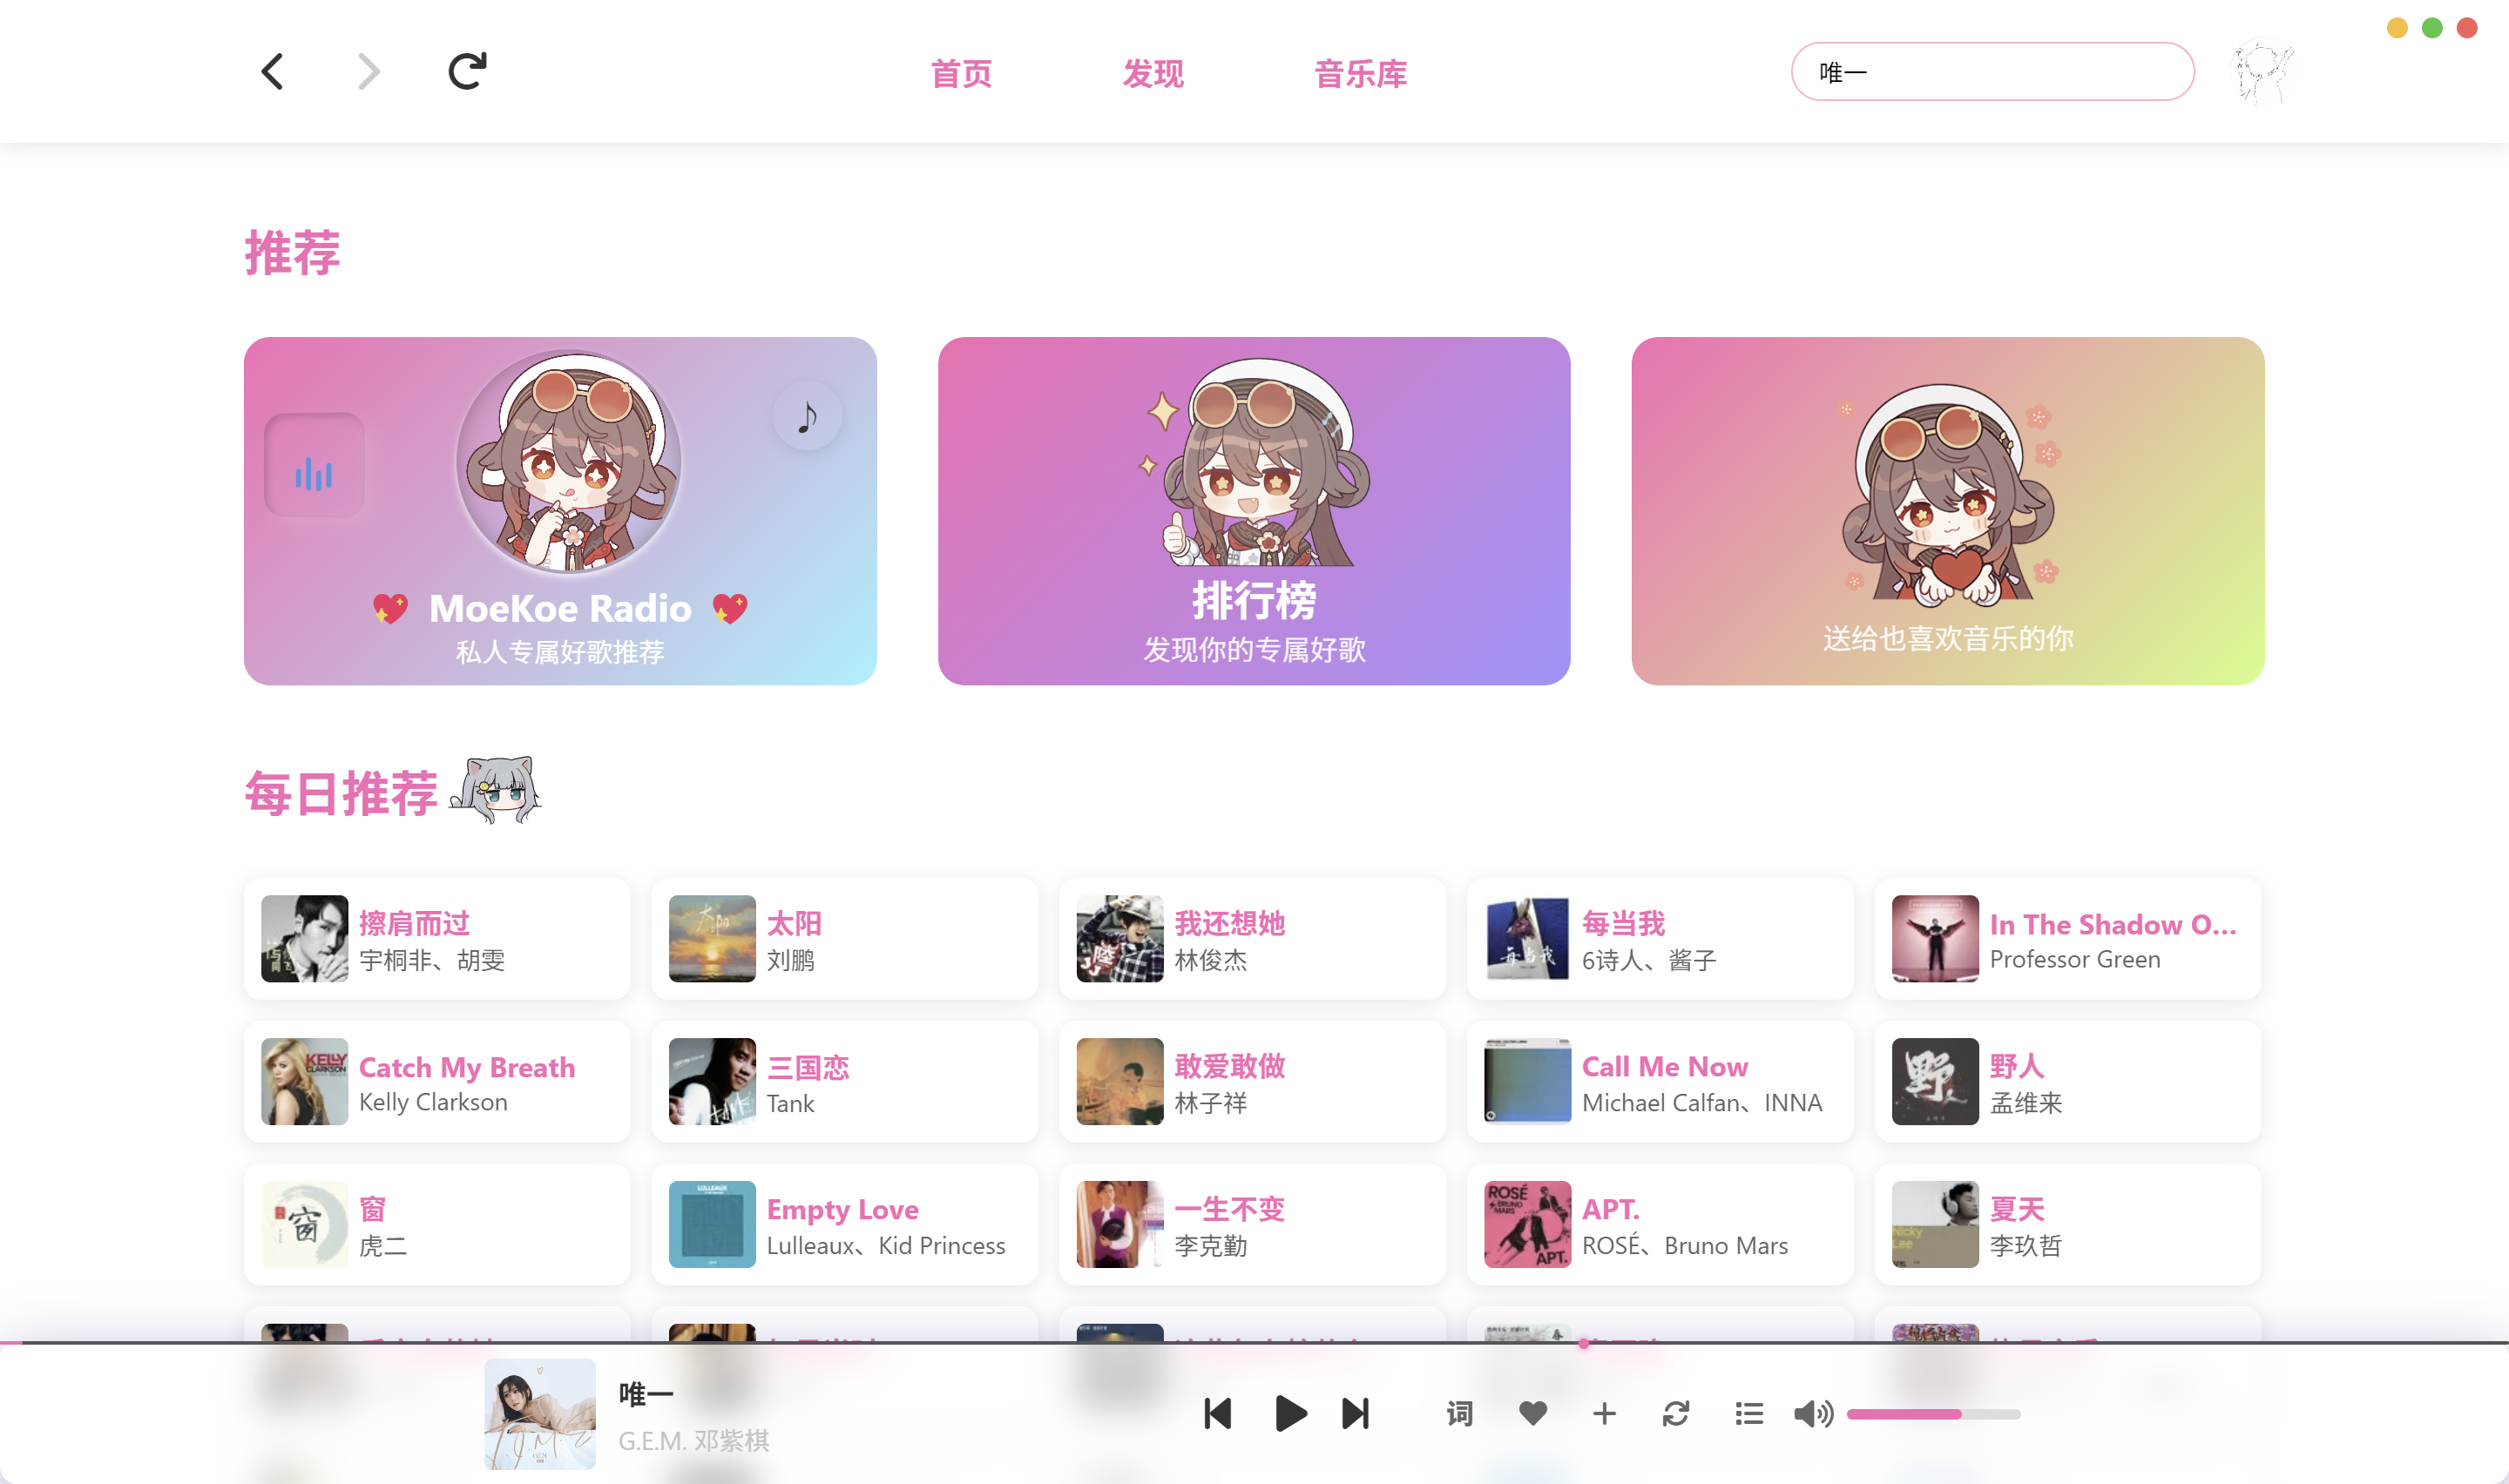 首页
发现
音乐库
唯一
推荐
MoeKoe Radio
私人专属好歌推荐
排行榜
发现你的专属好歌
送给也喜欢音乐的你
每日推荐
擦肩而过
宇桐非、胡雯
太阳
刘鹏
我还想她
林俊杰
每当我
6诗人、酱子
In The Shadow O...
Professor Green
Catch My Breath
Kelly Clarkson
三国恋
Tank
敢爱敢做
林子祥
Call Me Now
Michael Calfan、INNA
野人
孟维来
窗
虎二
Empty Love
Lulleaux、Kid Princess
一生不变
李克勤
APT.
ROSÉ、Bruno Mars
夏天
李玖哲
唯一
G.E.M. 邓紫棋
词